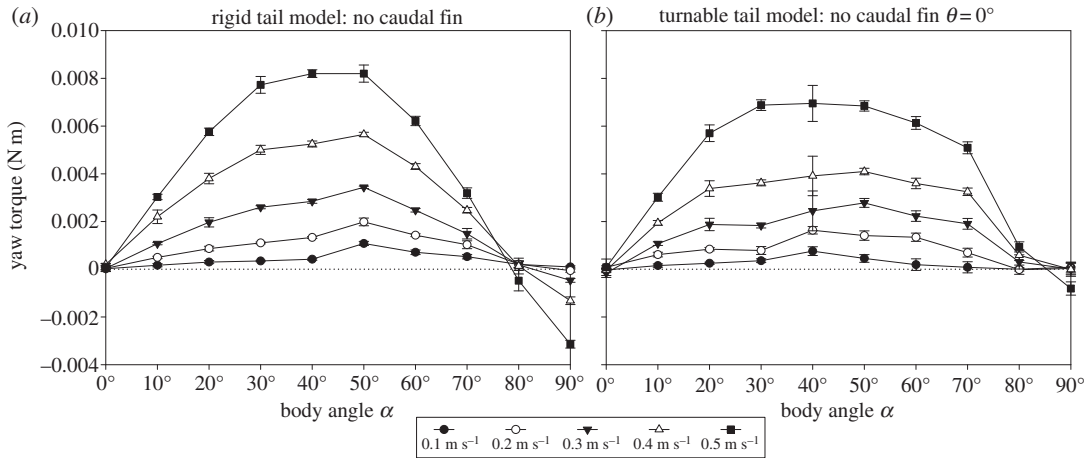 (a) rigid tail model: no caudal fin
(b) turnable tail model: no caudal fin θ = 0°
yaw torque (N m)
0.010
0.008
0.006
0.004
0.002
0
–0.002
–0.004
0° 10° 20° 30° 40° 50° 60° 70° 80° 90°
0° 10° 20° 30° 40° 50° 60° 70° 80° 90°
body angle α
body angle α
0.1 m s⁻¹ 0.2 m s⁻¹ 0.3 m s⁻¹ 0.4 m s⁻¹ 0.5 m s⁻¹